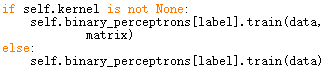 if self.kernel is not None:
    self.binary_perceptrons[label].train(data,
            matrix)
else:
    self.binary_perceptrons[label].train(data)